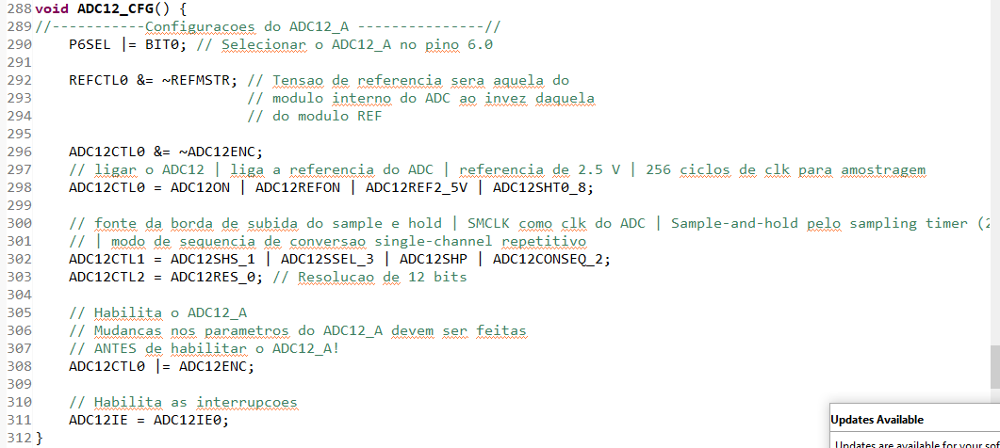 288 void ADC12_CFG() {
289 //-----------Configuracoes do ADC12_A ---------------//
290     P6SEL |= BIT0; // Selecionar o ADC12_A no pino 6.0
291
292     REFCTL0 &= ~REFMSTR; // Tensao de referencia sera aquela do
293                          // modulo interno do ADC ao invez daquela
294                          // do modulo REF
295
296     ADC12CTL0 &= ~ADC12ENC;
297     // ligar o ADC12 | liga a referencia do ADC | referencia de 2.5 V | 256 ciclos de clk para amostragem
298     ADC12CTL0 = ADC12ON | ADC12REFON | ADC12REF2_5V | ADC12SHT0_8;
299
300     // fonte da borda de subida do sample e hold | SMCLK como clk do ADC | Sample-and-hold pelo sampling timer (2
301     // | modo de sequencia de conversao single-channel repetitivo
302     ADC12CTL1 = ADC12SHS_1 | ADC12SSEL_3 | ADC12SHP | ADC12CONSEQ_2;
303     ADC12CTL2 = ADC12RES_0; // Resolucao de 12 bits
304
305     // Habilita o ADC12_A
306     // Mudancas nos parametros do ADC12_A devem ser feitas
307     // ANTES de habilitar o ADC12_A!
308     ADC12CTL0 |= ADC12ENC;
309
310     // Habilita as interrupcoes
311     ADC12IE = ADC12IE0;
312 }
Updates Available
Updates are available for your sof